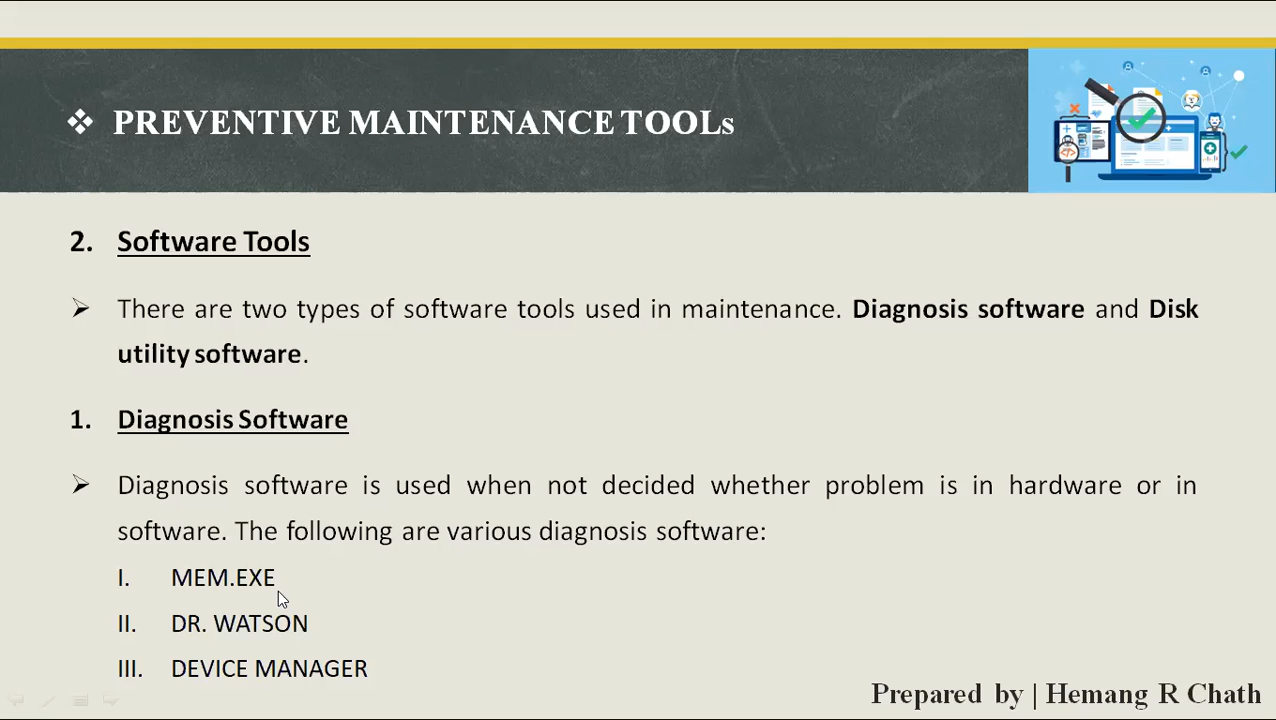 ❖ PREVENTIVE MAINTENANCE TOOLs
2. Software Tools
➢ There are two types of software tools used in maintenance. Diagnosis software and Disk
utility software.
1. Diagnosis Software
➢ Diagnosis software is used when not decided whether problem is in hardware or in
software. The following are various diagnosis software:
I. MEM.EXE
II. DR. WATSON
III. DEVICE MANAGER
Prepared by | Hemang R Chath